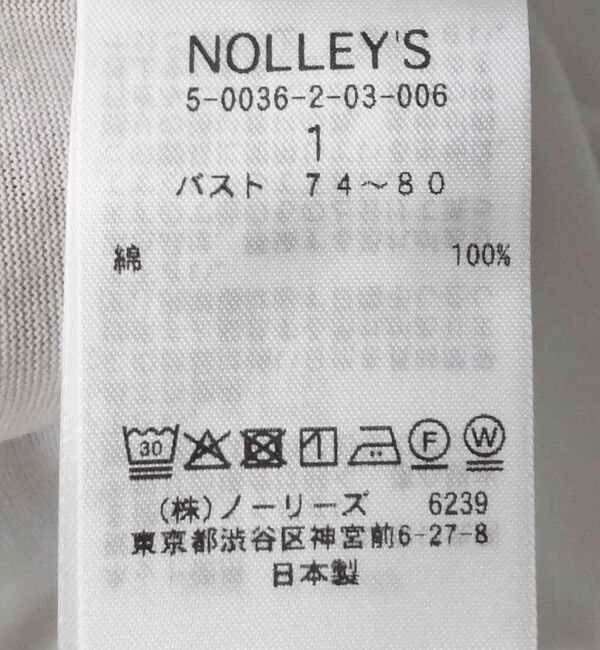 NOLLEY'S
5-0036-2-03-006
1
バスト 74~80
綿 100%
30 F W
(株)ノーリーズ 6239
東京都渋谷区神宮前6-27-8
日本製